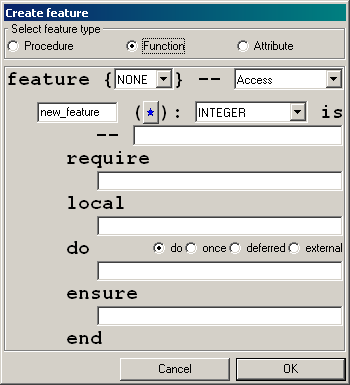 Create feature
Select feature type
Procedure Function Attribute
feature {NONE} -- Access
new_feature (★): INTEGER is
--
require
local
do do once deferred external
ensure
end
Cancel OK